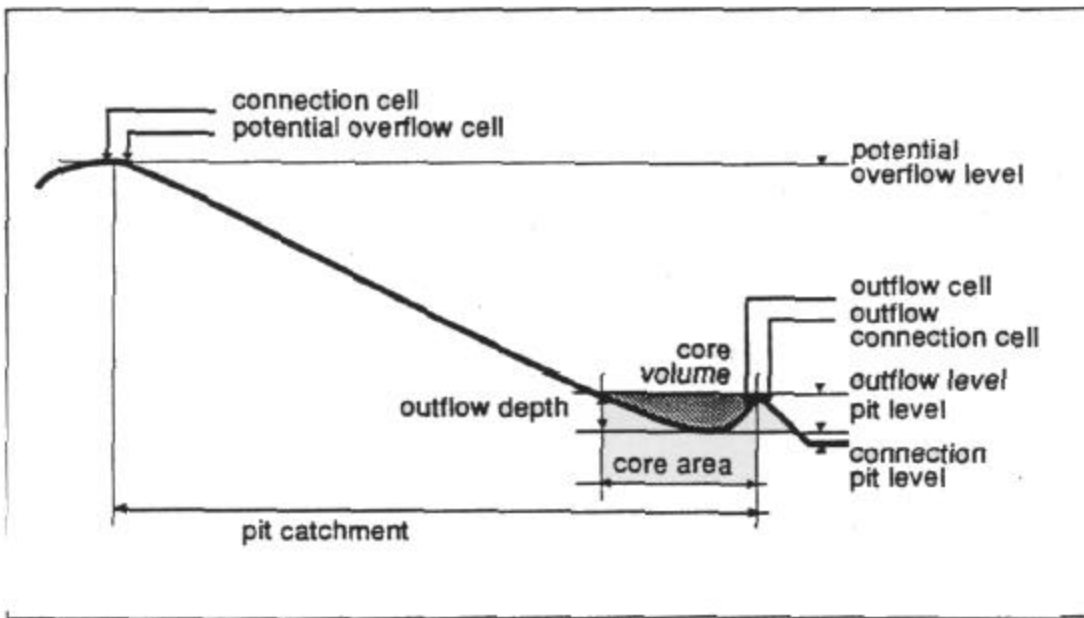 connection cell
potential overflow cell
potential
overflow level
outflow cell
outflow
connection cell
core
volume
outflow level
outflow depth
pit level
core area
connection
pit level
pit catchment